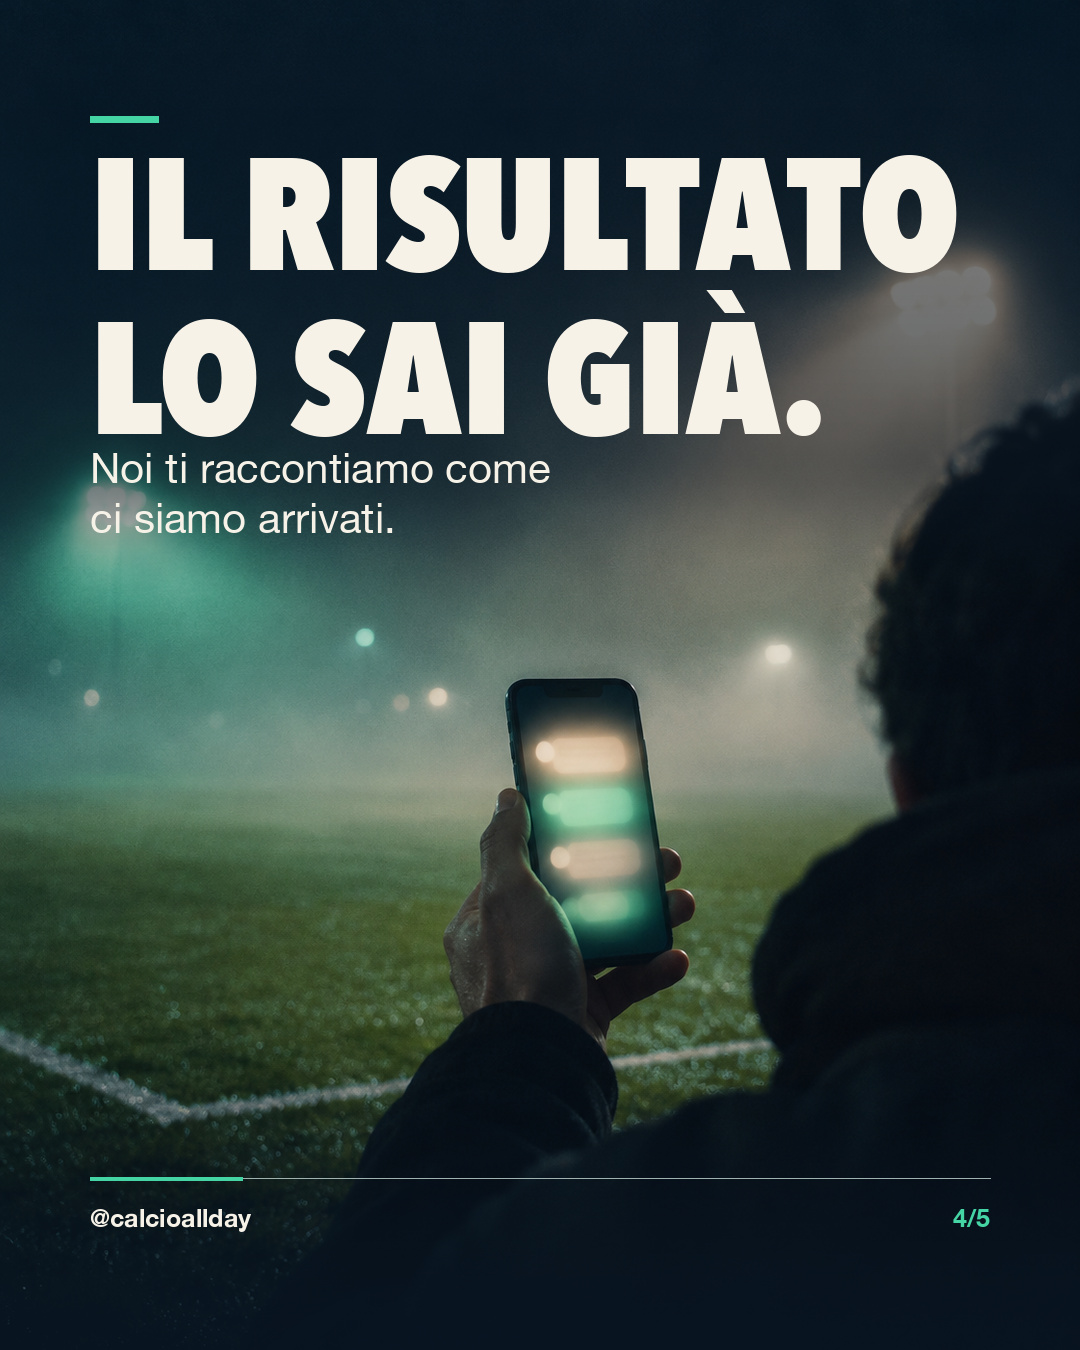 IL RISULTATO
LO SAI GIÀ.
Noi ti raccontiamo come
ci siamo arrivati.
@calcioallday
4/5